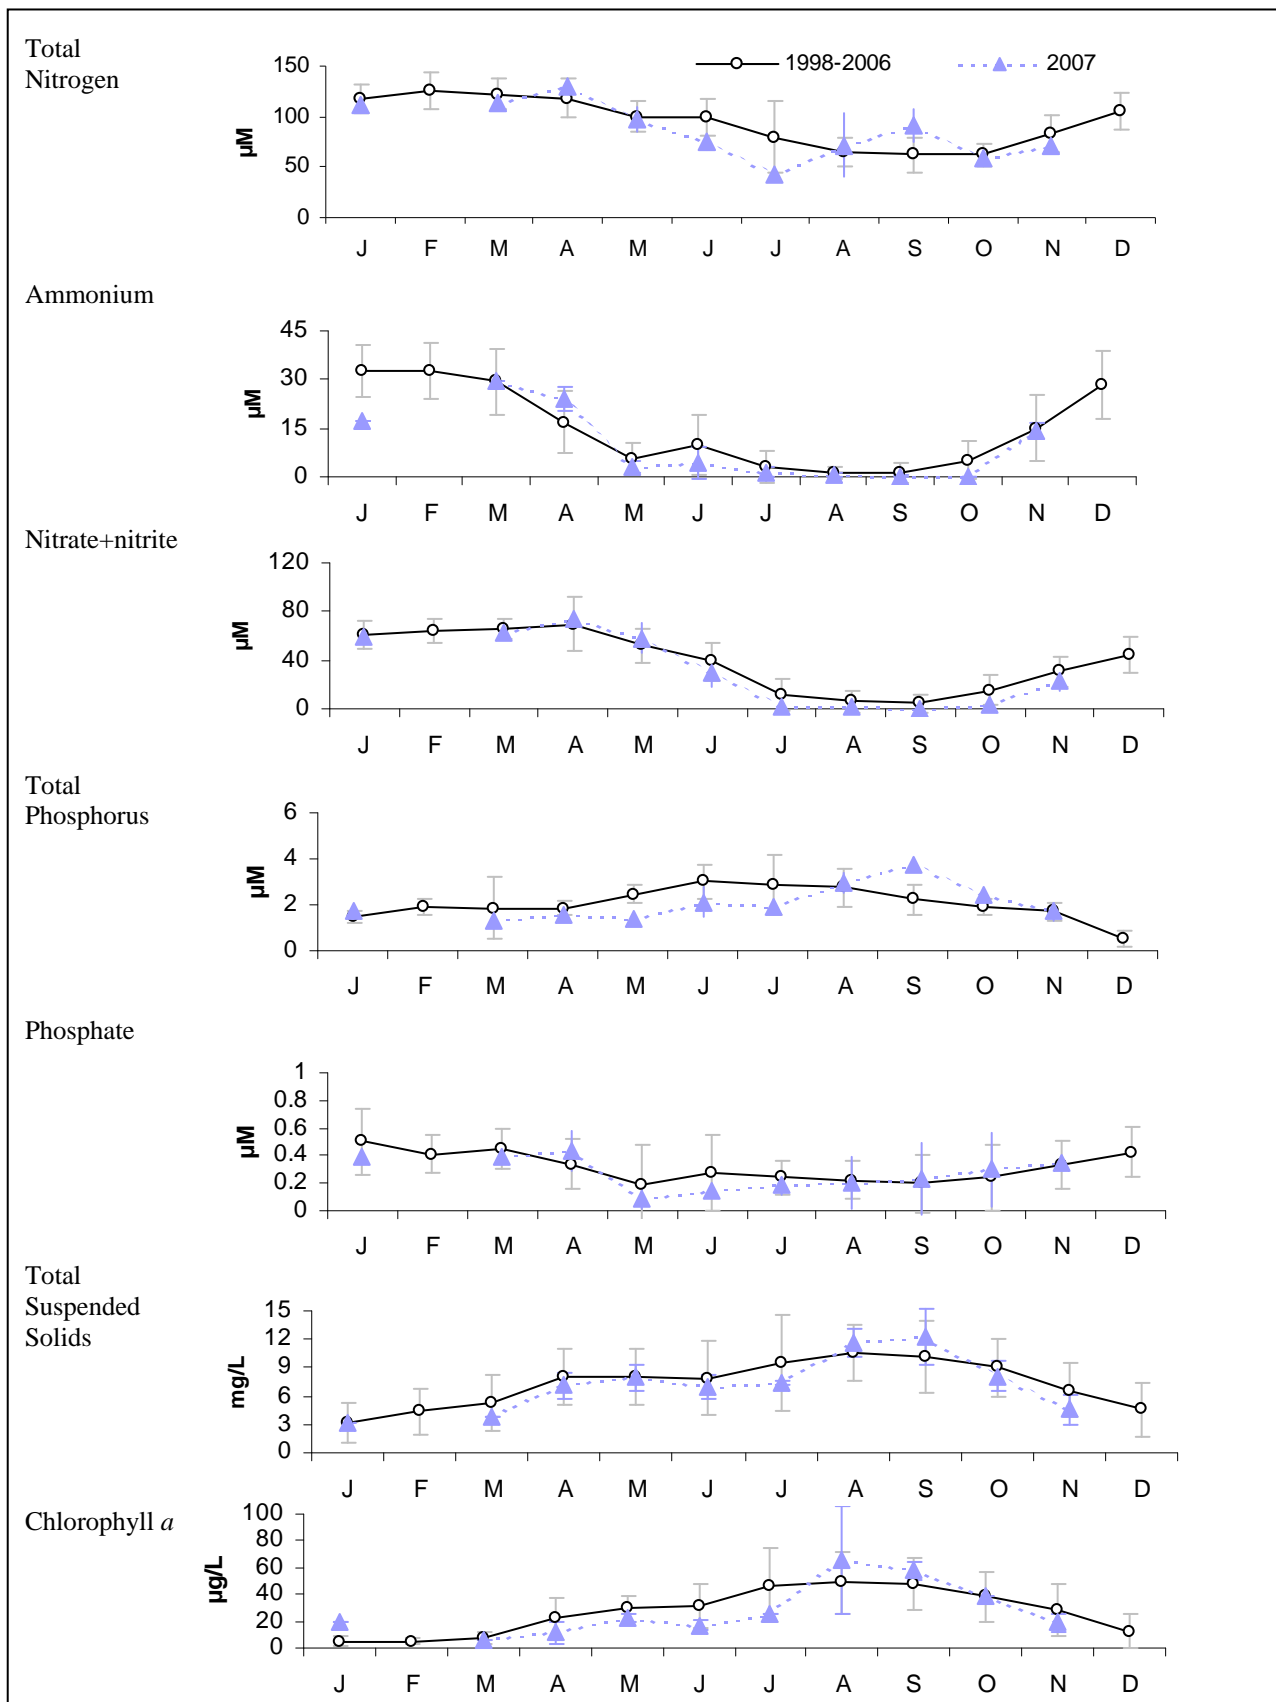 Total
Nitrogen
1998-2006 2007
150
100
50
0
µM
J F M A M J J A S O N D
Ammonium
45
30
15
0
µM
J F M A M J J A S O N D
Nitrate+nitrite
120
80
40
0
µM
J F M A M J J A S O N D
Total
Phosphorus
6
4
2
0
µM
J F M A M J J A S O N D
Phosphate
1
0.8
0.6
0.4
0.2
0
µM
J F M A M J J A S O N D
Total
Suspended
Solids
15
12
9
6
3
0
mg/L
J F M A M J J A S O N D
Chlorophyll a
100
80
60
40
20
0
µg/L
J F M A M J J A S O N D